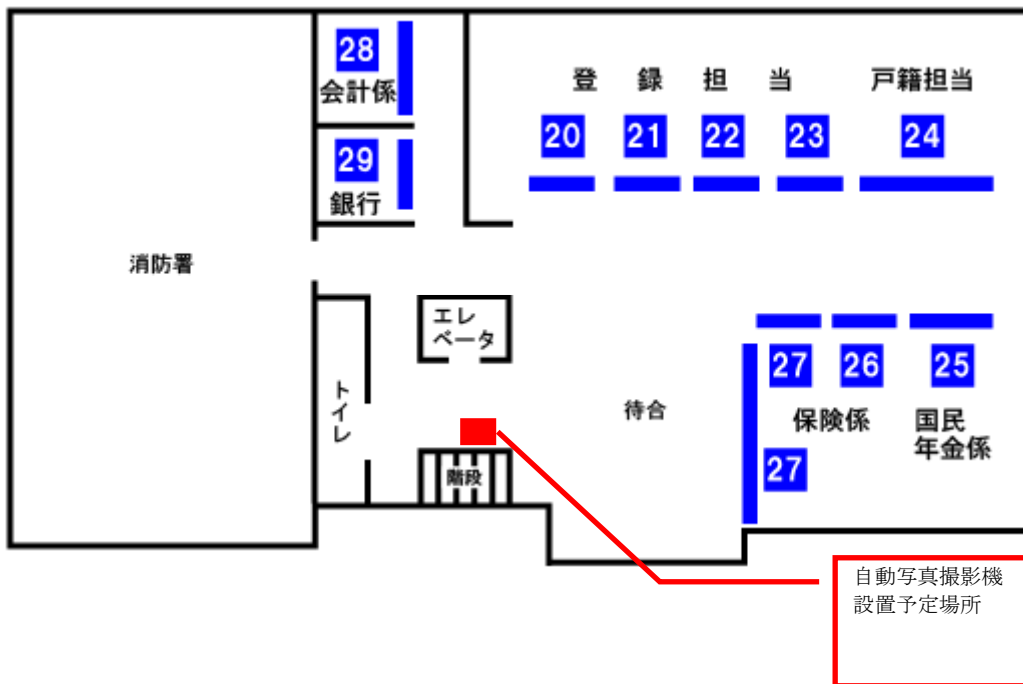 28
会計係
登録担当
戸籍担当
20
21
22
23
24
29
銀行
消防署
エレ
ベータ
トイレ
待合
27
26
25
保険係
国民
年金係
27
階段
自動写真撮影機
設置予定場所